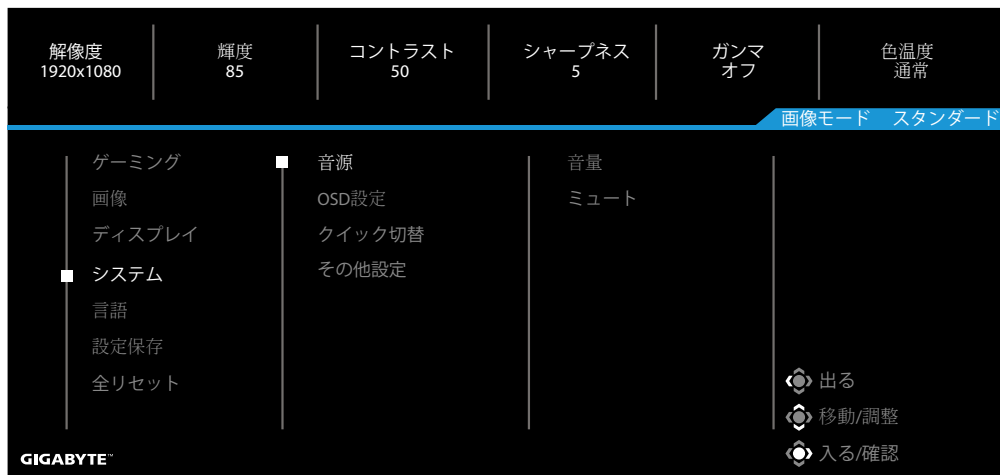 解像度
1920x1080
輝度
85
コントラスト
50
シャープネス
5
ガンマ
オフ
色温度
通常
画像モード スタンダード
ゲーミング
画像
ディスプレイ
システム
言語
設定保存
全リセット
音源
OSD設定
クイック切替
その他設定
音量
ミュート
出る
移動/調整
入る/確認
GIGABYTE™